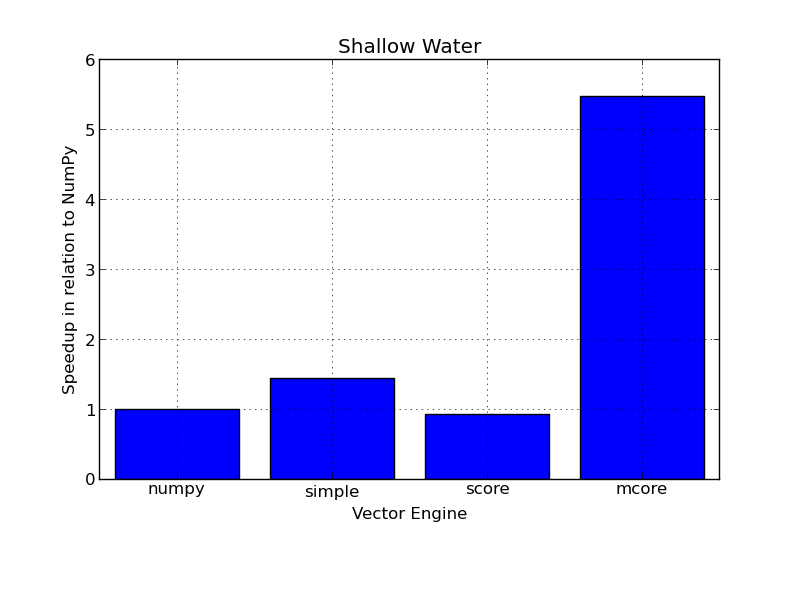 Shallow Water
6
5
4
3
2
1
0
Speedup in relation to NumPy
numpy simple score mcore
Vector Engine